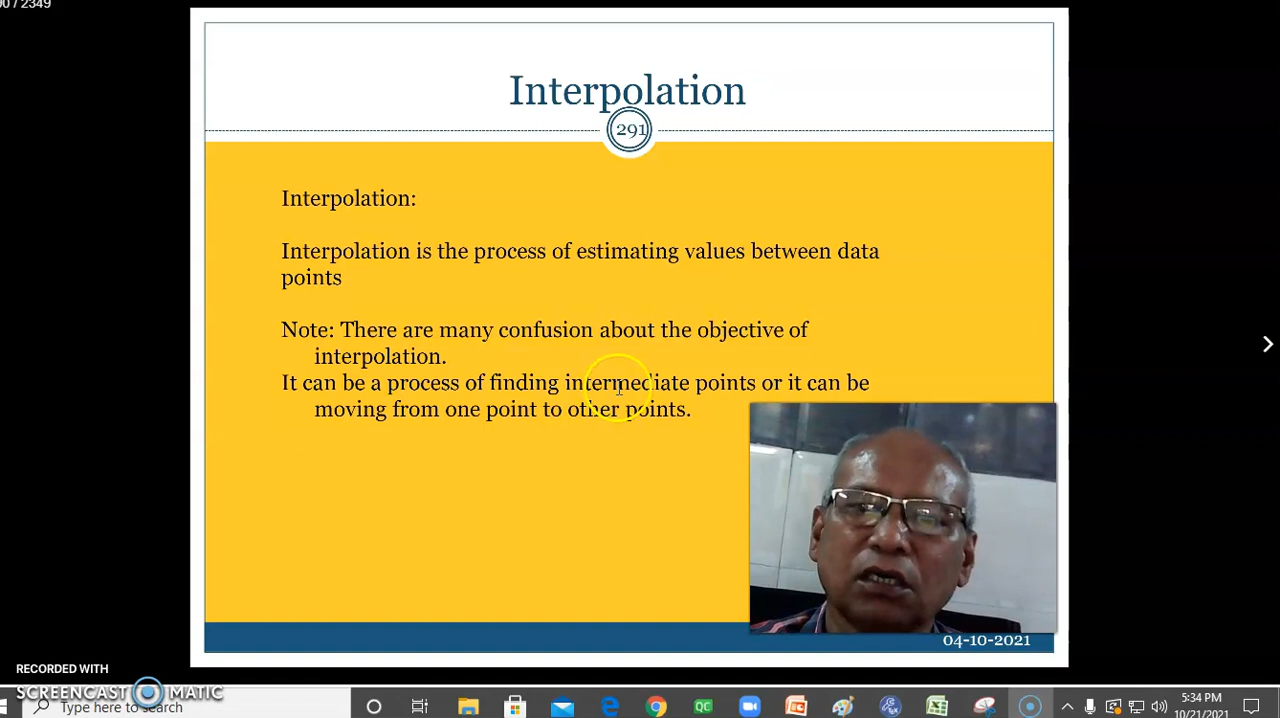 90 / 2349
Interpolation
291
Interpolation:
Interpolation is the process of estimating values between data
points
Note: There are many confusion about the objective of
interpolation.
It can be a process of finding intermediate points or it can be
moving from one point to other points.
04-10-2021
RECORDED WITH
SCREENCAST MATIC
Type here to search
QC
5:34 PM
10/21/2021